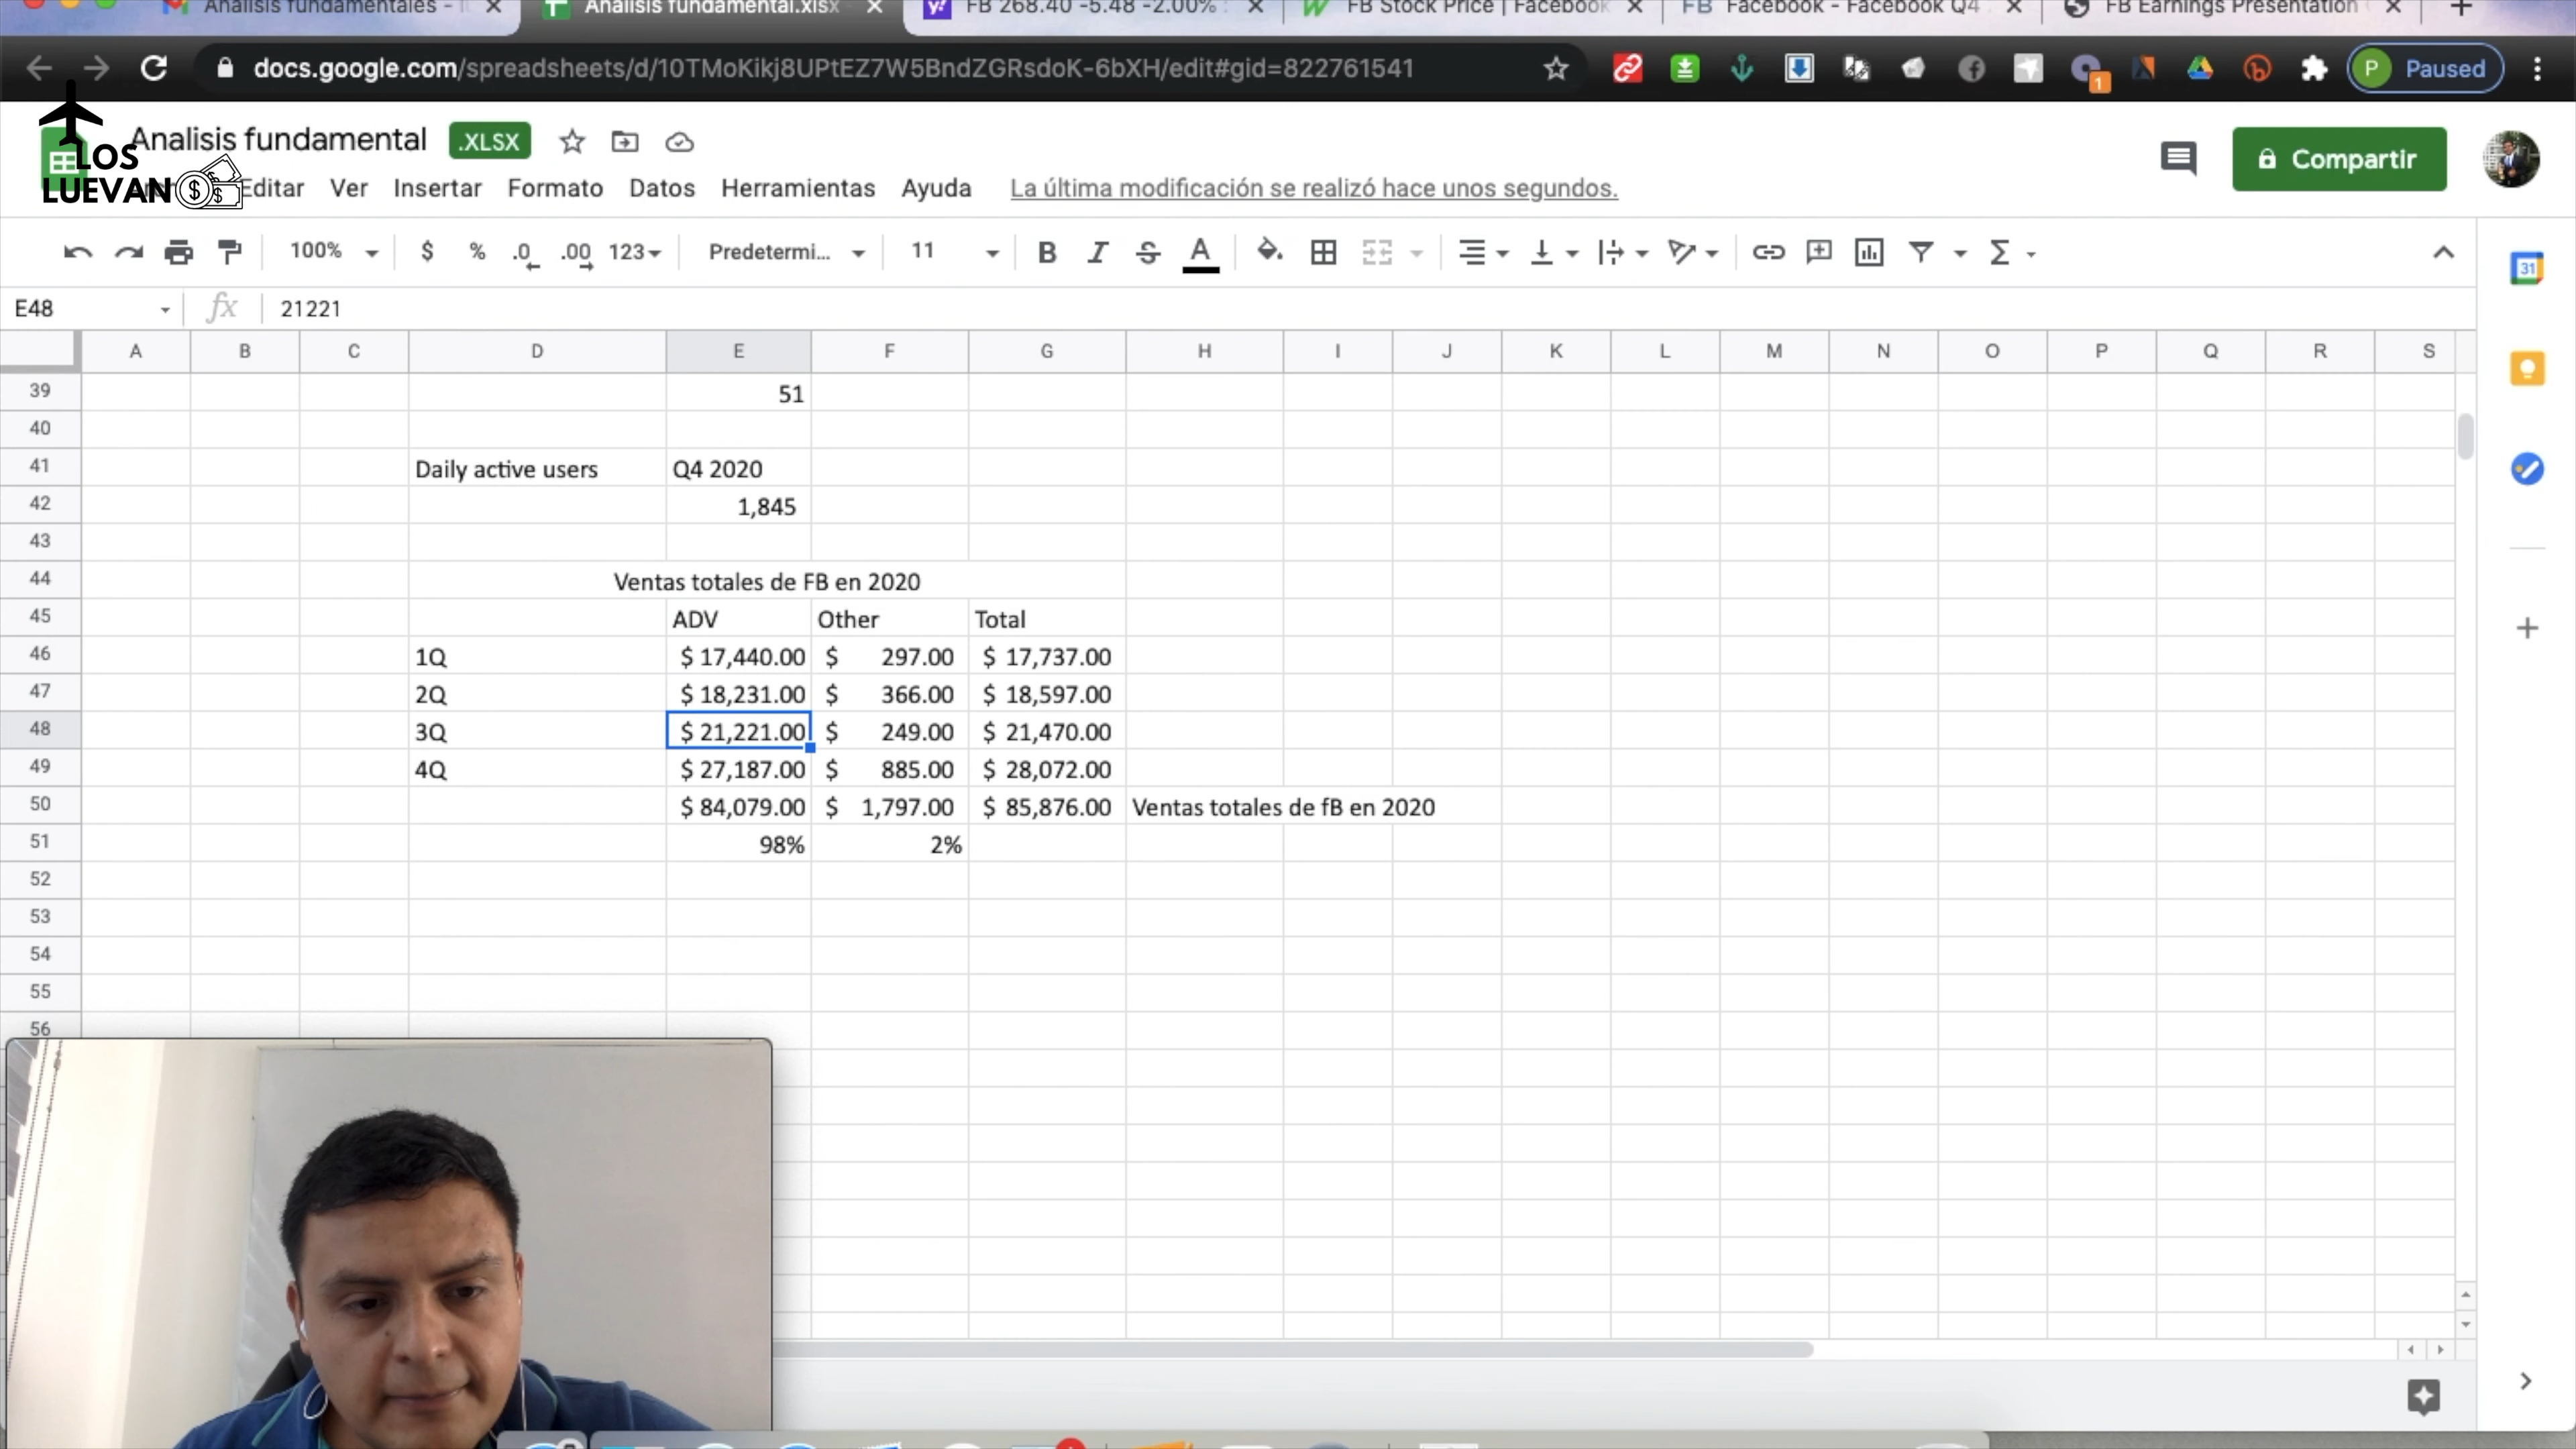 Analisis fundamentales -
Analisis fundamental.xlsx
FB 268.40 -5.48 -2.00%
FB Stock Price | Facebook
FB Facebook - Facebook Q4
FB Earnings Presentation
docs.google.com/spreadsheets/d/10TMoKikj8UPtEZ7W5BndZGRsdoK-6bXH/edit#gid=822761541
1
P Paused
Analisis fundamental .XLSX
LOS
LUEVAN
Editar Ver Insertar Formato Datos Herramientas Ayuda La última modificación se realizó hace unos segundos.
Compartir
100% $ % .0 .00 123 Predetermi... 11 B I S A Σ
31
E48 fx 21221
A B C D E F G H I J K L M N O P Q R S
39 51
40
41 Daily active users Q4 2020
42 1,845
43
44 Ventas totales de FB en 2020
45 ADV Other Total
46 1Q $ 17,440.00 $ 297.00 $ 17,737.00
47 2Q $ 18,231.00 $ 366.00 $ 18,597.00
48 3Q $ 21,221.00 $ 249.00 $ 21,470.00
49 4Q $ 27,187.00 $ 885.00 $ 28,072.00
50 $ 84,079.00 $ 1,797.00 $ 85,876.00 Ventas totales de fB en 2020
51 98% 2%
52
53
54
55
56